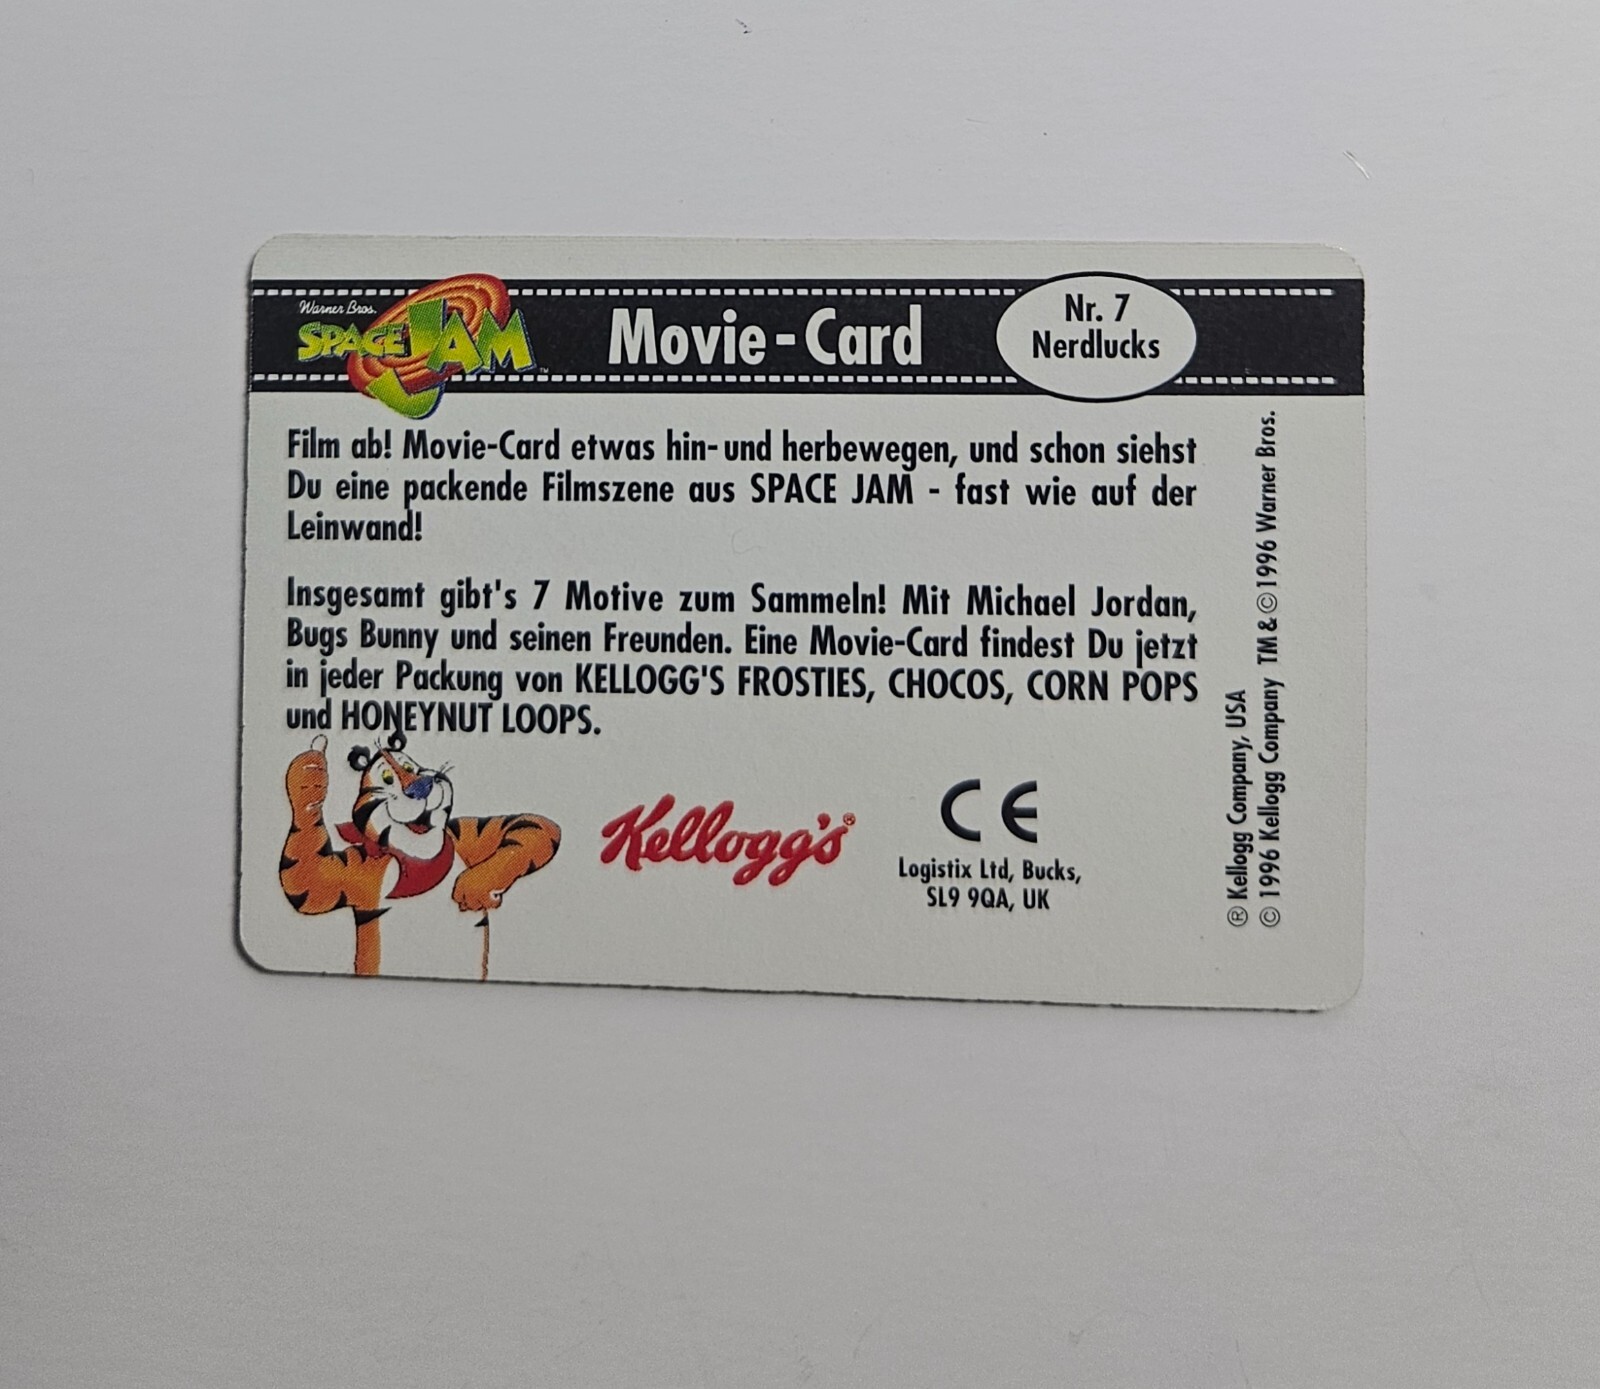 Warner Bros.
SPACE JAM™
Movie-Card
Nr. 7
Nerdlucks
Film ab! Movie-Card etwas hin- und herbewegen, und schon siehst
Du eine packende Filmszene aus SPACE JAM - fast wie auf der
Leinwand!
Insgesamt gibt's 7 Motive zum Sammeln! Mit Michael Jordan,
Bugs Bunny und seinen Freunden. Eine Movie-Card findest Du jetzt
in jeder Packung von KELLOGG'S FROSTIES, CHOCOS, CORN POPS
und HONEYNUT LOOPS.
Kellogg's®
CE
Logistix Ltd, Bucks,
SL9 9QA, UK
® Kellogg Company, USA
© 1996 Kellogg Company TM & © 1996 Warner Bros.